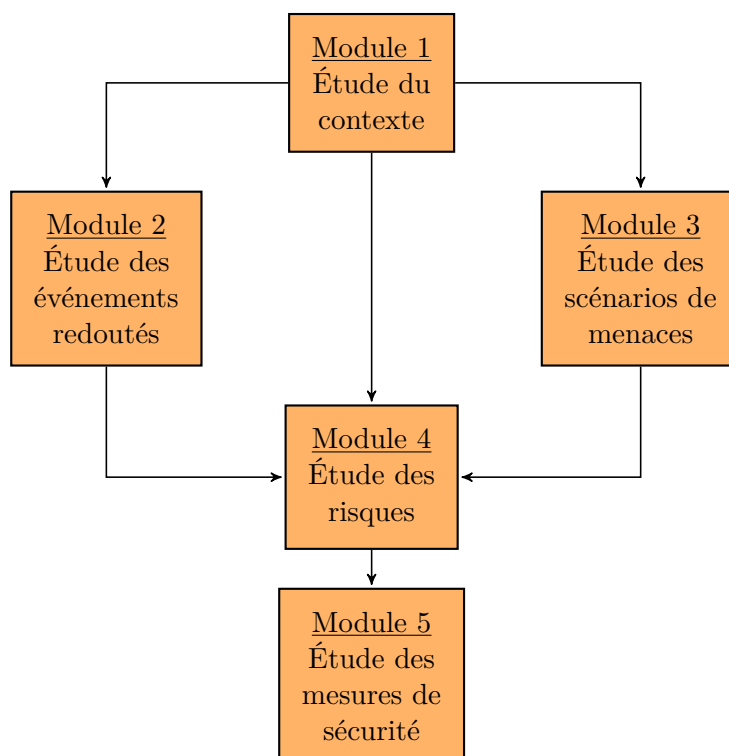 Module 1
Étude du
contexte
Module 2
Étude des
événements
redoutés
Module 3
Étude des
scénarios de
menaces
Module 4
Étude des
risques
Module 5
Étude des
mesures de
sécurité